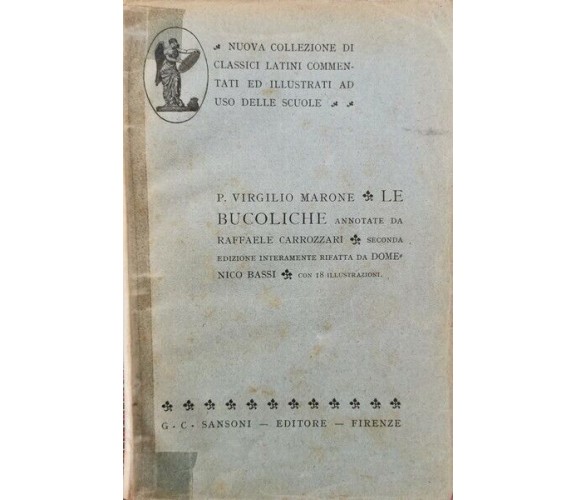 NUOVA COLLEZIONE DI
CLASSICI LATINI COMMEN-
TATI ED ILLUSTRATI AD
USO DELLE SCUOLE
P. VIRGILIO MARONE LE
BUCOLICHE ANNOTATE DA
RAFFAELE CARROZZARI SECONDA
EDIZIONE INTERAMENTE RIFATTA DA DOME-
NICO BASSI CON 18 ILLUSTRAZIONI.
G. C. SANSONI — EDITORE — FIRENZE